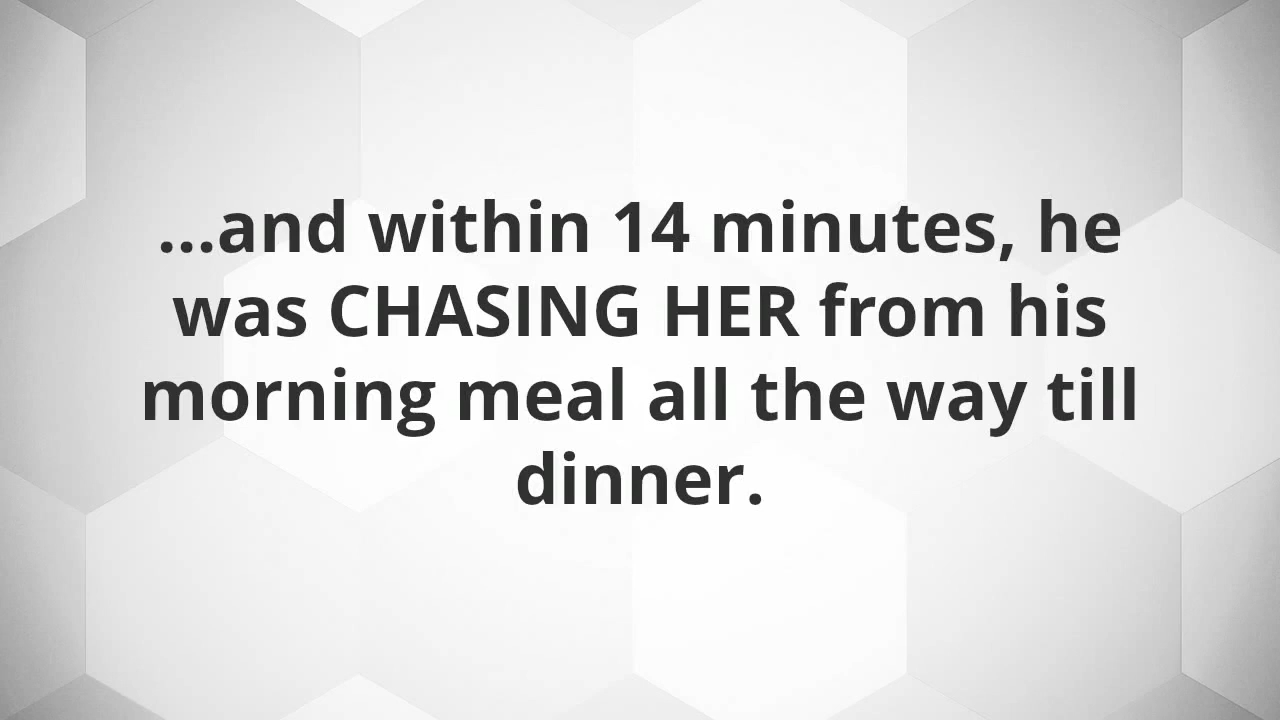 ...and within 14 minutes, he
was CHASING HER from his
morning meal all the way till
dinner.